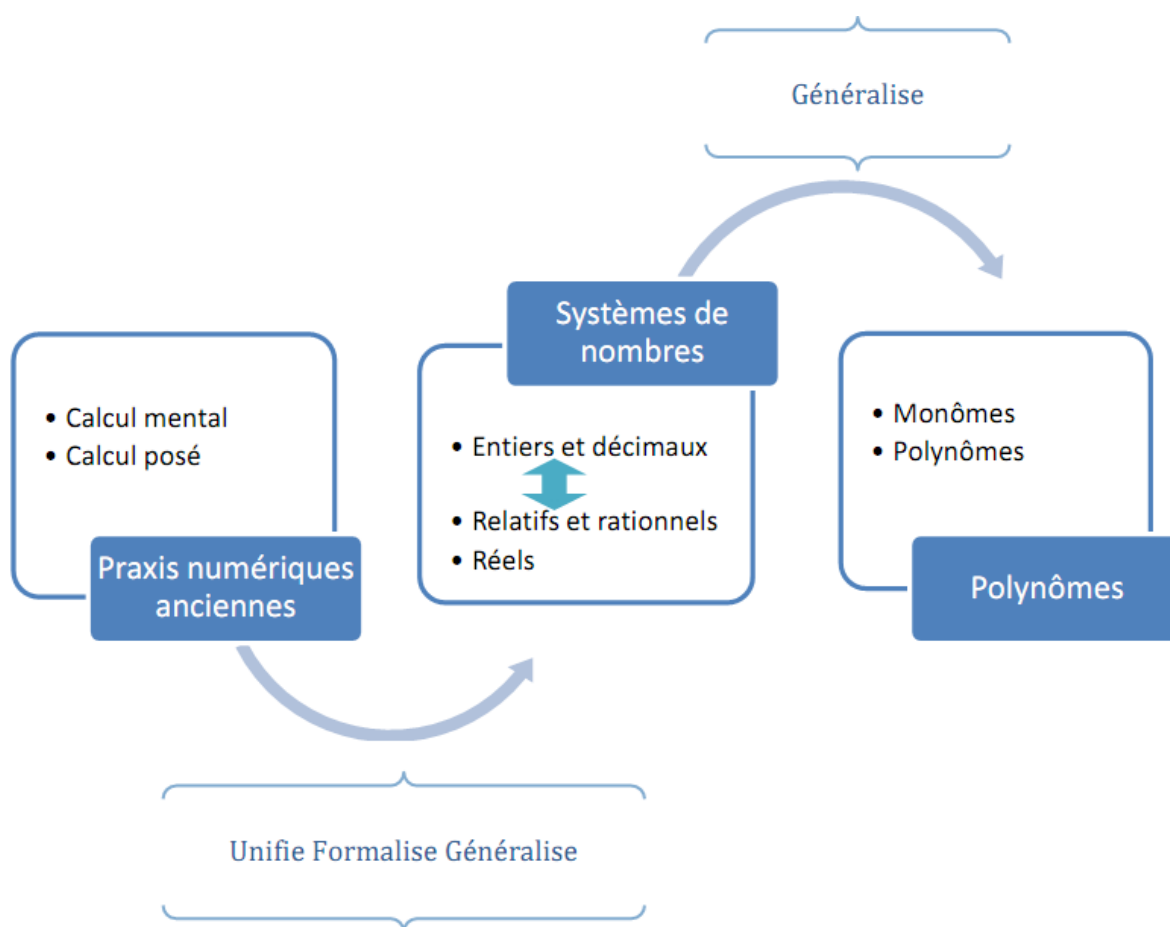 Généralise
Systèmes de
nombres
• Calcul mental
• Calcul posé
Praxis numériques
anciennes
• Entiers et décimaux
• Relatifs et rationnels
• Réels
• Monômes
• Polynômes
Polynômes
Unifie Formalise Généralise